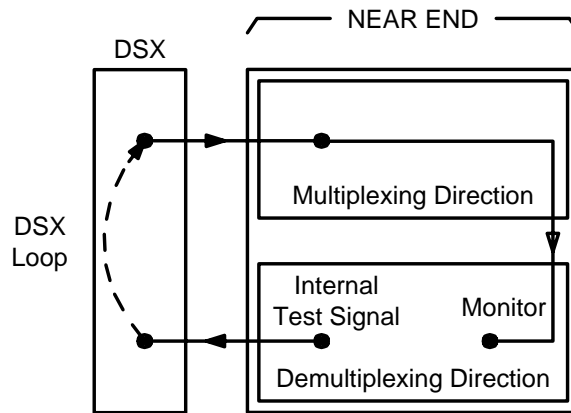 NEAR END
DSX
Multiplexing Direction
DSX
Loop
Internal
Test Signal
Monitor
Demultiplexing Direction